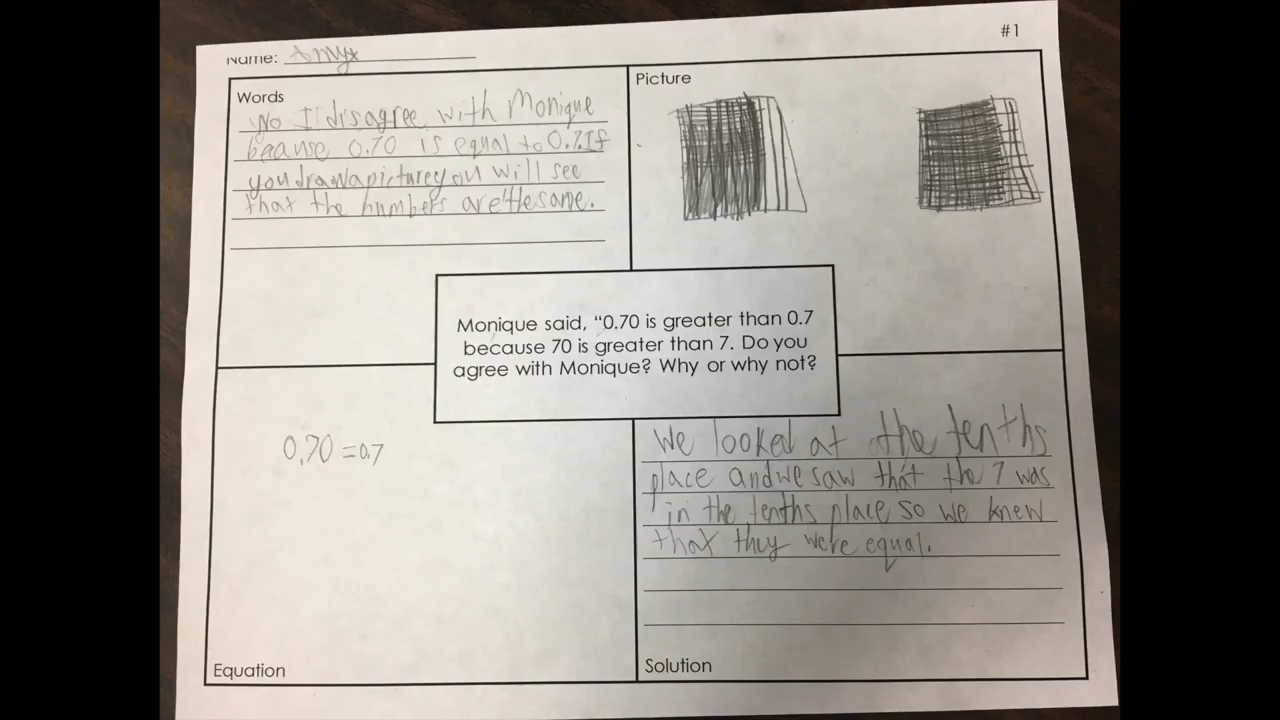 #1
Name: Amy
Words
No I disagree with Monique
beause 0.70 is equal to 0.7. If
you draw a picture you will see
that the numbers are the same.
Picture
Monique said, “0.70 is greater than 0.7
because 70 is greater than 7. Do you
agree with Monique? Why or why not?
0.70 = 0.7
Equation
We looked at the tenths
place and we saw that the 7 was
in the tenths place so we knew
that they were equal.
Solution